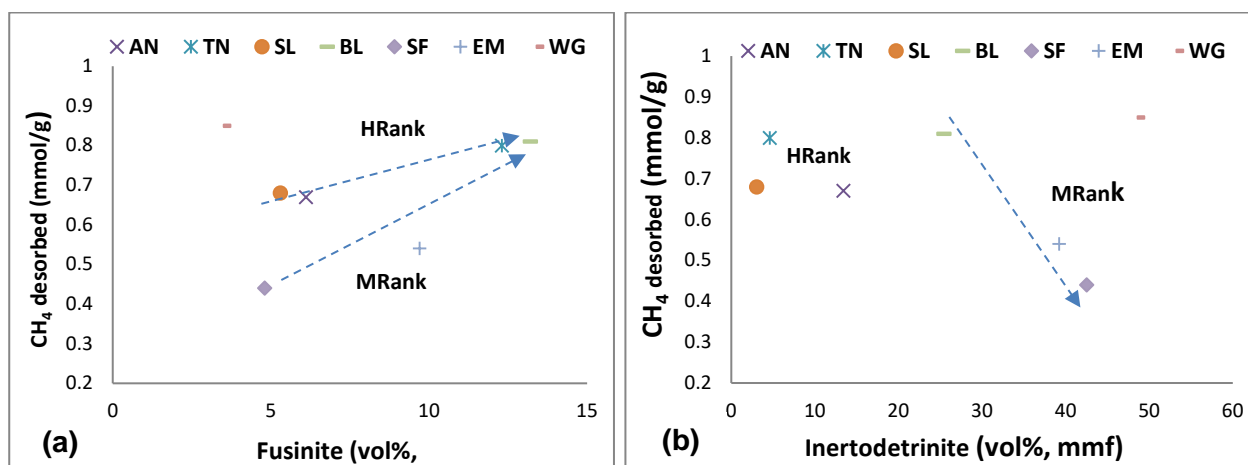 AN TN SL BL SF EM WG
CH4 desorbed (mmol/g)
1
0.9
0.8
0.7
0.6
0.5
0.4
0.3
0.2
HRank
MRank
0 5 10 15
(a)
Fusinite (vol%,
AN TN SL BL SF EM WG
CH4 desorbed (mmol/g)
1
0.9
0.8
0.7
0.6
0.5
0.4
0.3
0.2
HRank
MRank
0 10 20 30 40 50 60
(b)
Inertodetrinite (vol%, mmf)